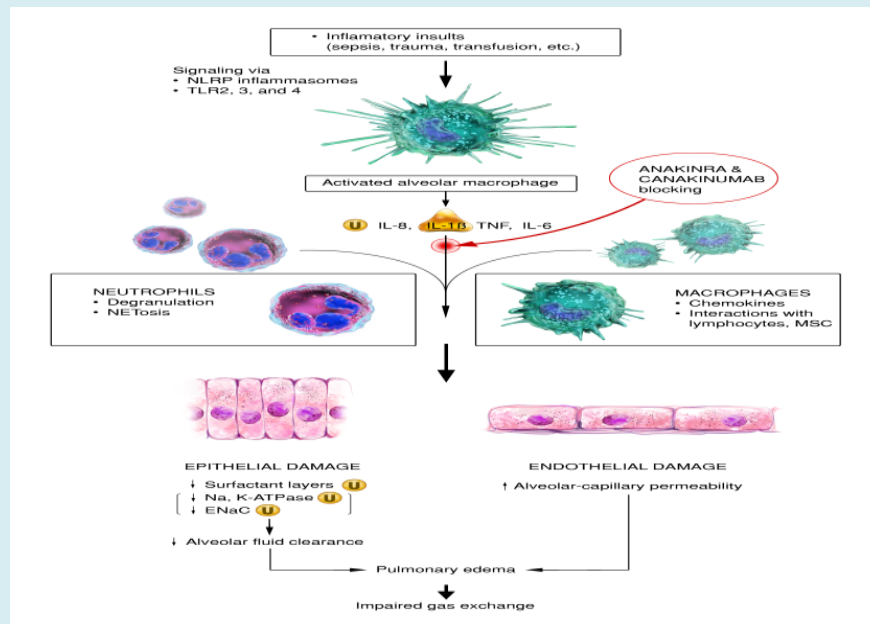 • Inflamatory insults
(sepsis, trauma, transfusion, etc.)
Signaling via
• NLRP inflammasomes
• TLR2, 3, and 4
Activated alveolar macrophage
ANAKINRA &
CANAKINUMAB
blocking
U IL-8, IL-1ß TNF, IL-6
NEUTROPHILS
• Degranulation
• NETosis
MACROPHAGES
• Chemokines
• Interactions with
lymphocytes, MSC
EPITHELIAL DAMAGE
↓ Surfactant layers U
↓ Na, K-ATPase U
↓ ENaC U
↓ Alveolar fluid clearance
ENDOTHELIAL DAMAGE
↑ Alveolar-capillary permeability
Pulmonary edema
Impaired gas exchange